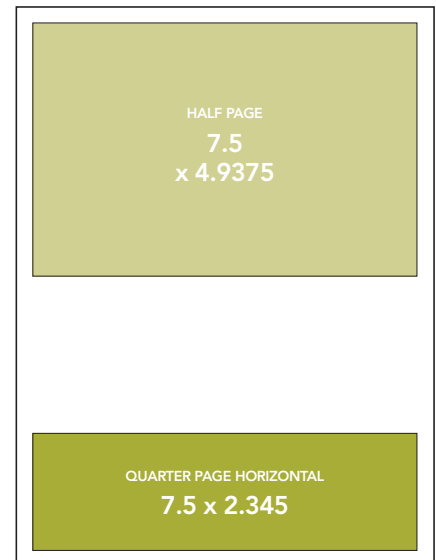 HALF PAGE
7.5
x 4.9375
QUARTER PAGE HORIZONTAL
7.5 x 2.345